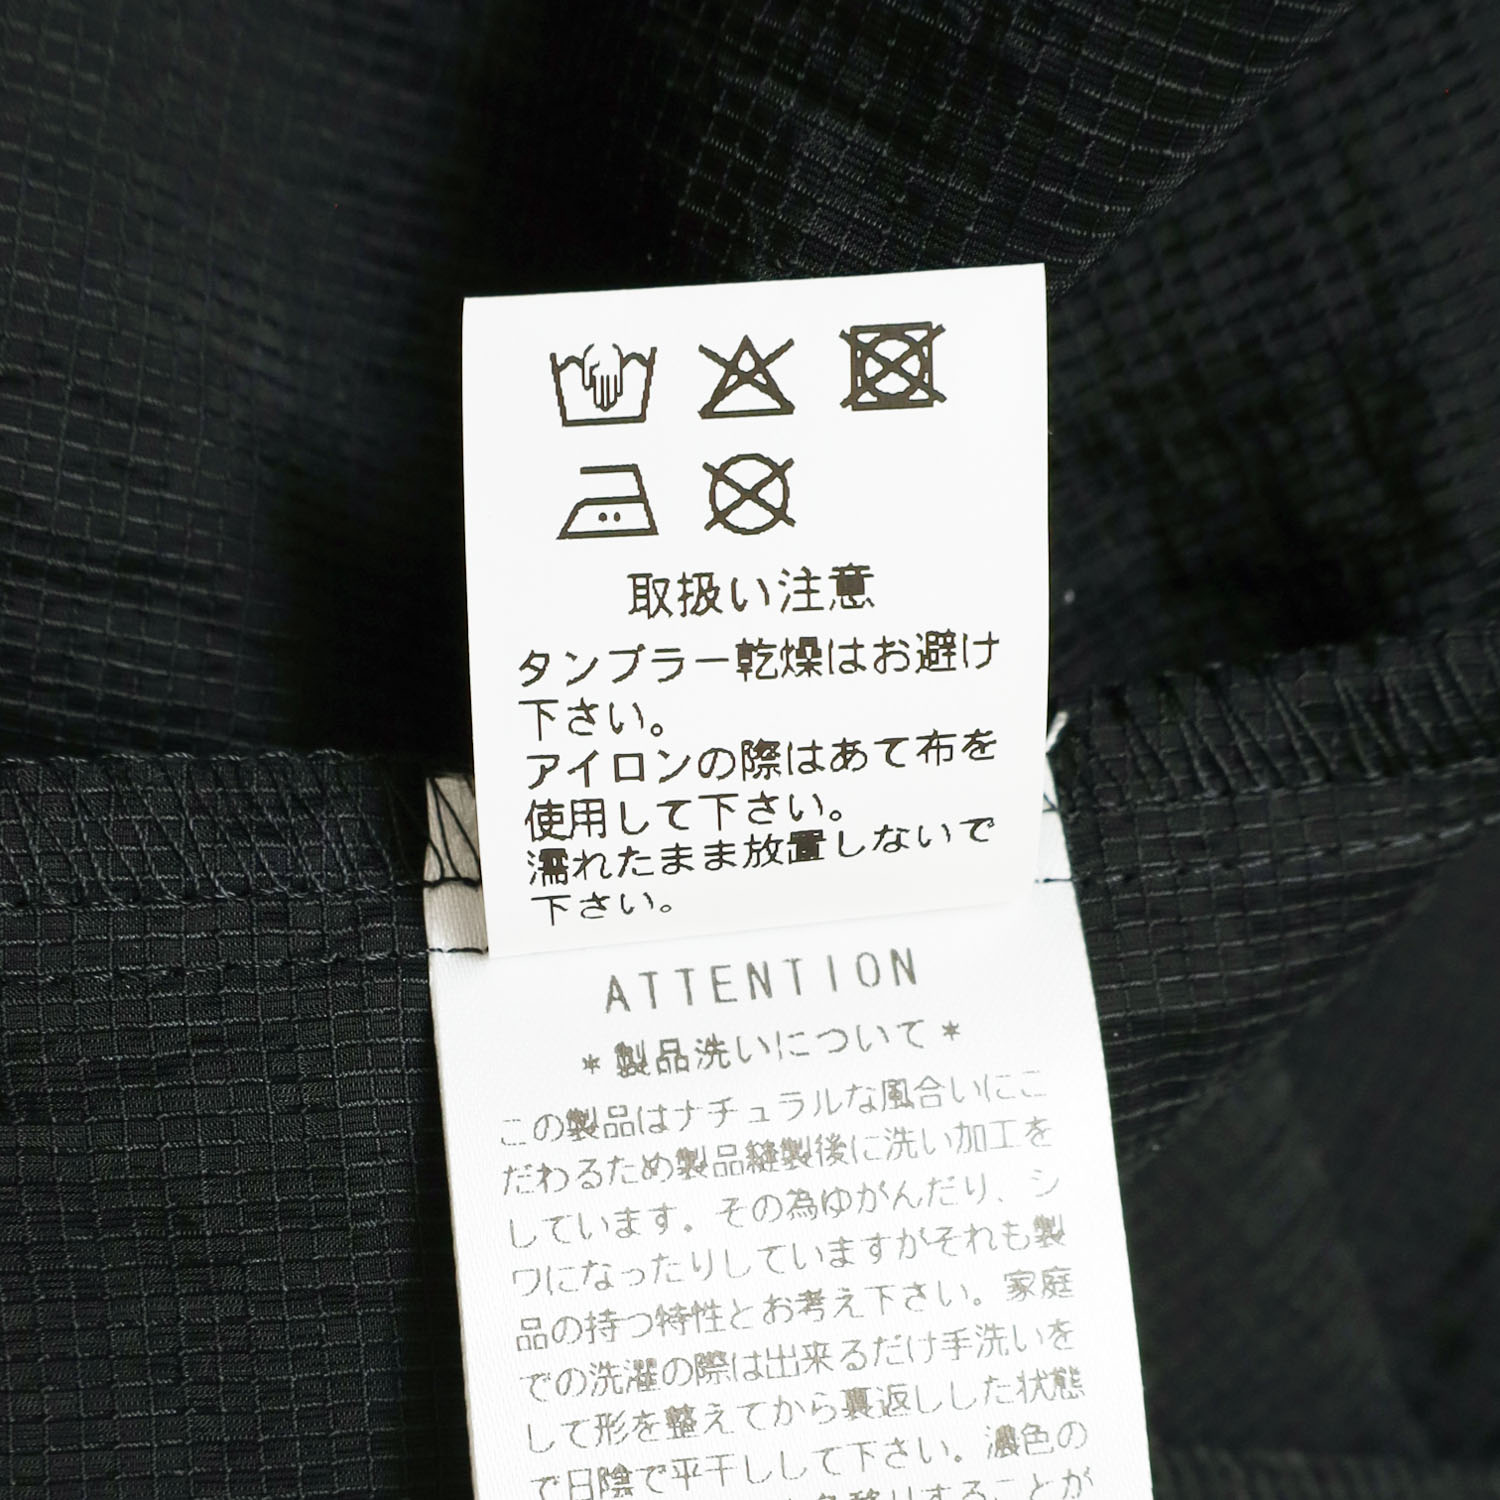 取扱い注意
タンブラー乾燥はお避け
下さい。
アイロンの際はあて布を
使用して下さい。
濡れたまま放置しないで
下さい。
ATTENTION
*製品洗いについて*
この製品はナチュラルな風合いにこ
だわるため製品縫製後に洗い加工を
しています。その為ゆがんだり、シ
ワになったりしていますがそれも製
品の持つ特性とお考え下さい。家庭
での洗濯の際は出来るだけ手洗いを
して形を整えてから裏返しした状態
で日陰で平干しして下さい。濃色の
色移りすることが